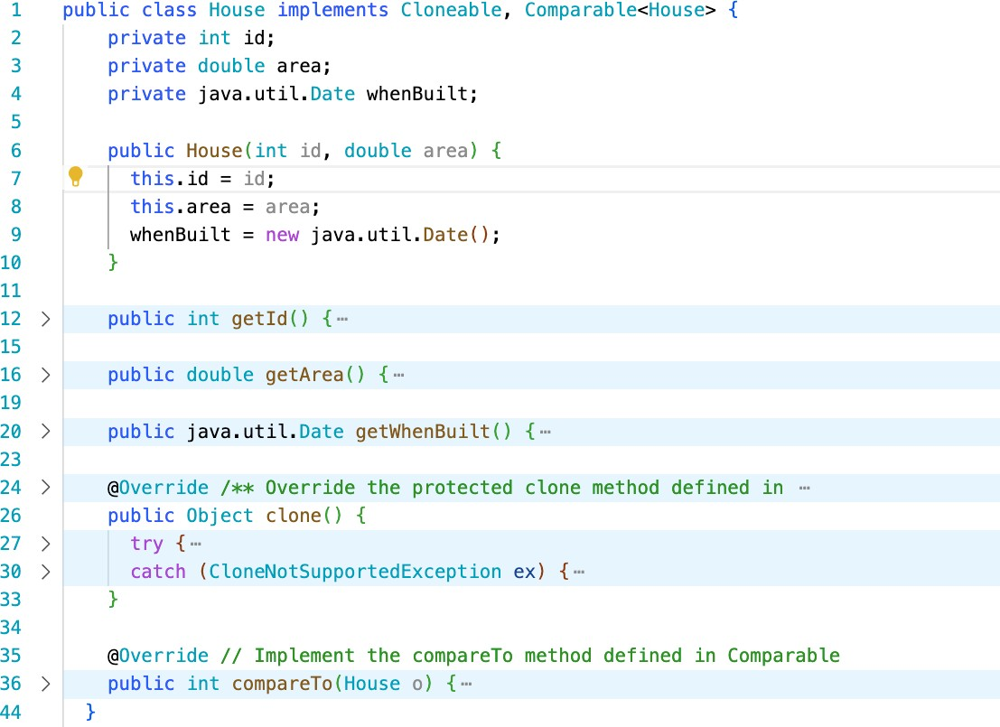 1 public class House implements Cloneable, Comparable<House> {
2 private int id;
3 private double area;
4 private java.util.Date whenBuilt;
5
6 public House(int id, double area) {
7 this.id = id;
8 this.area = area;
9 whenBuilt = new java.util.Date();
10 }
11
12 public int getId() {⋯
15
16 public double getArea() {⋯
19
20 public java.util.Date getWhenBuilt() {⋯
23
24 @Override /** Override the protected clone method defined in ⋯
26 public Object clone() {
27 try {⋯
30 catch (CloneNotSupportedException ex) {⋯
33 }
34
35 @Override // Implement the compareTo method defined in Comparable
36 public int compareTo(House o) {⋯
44 }